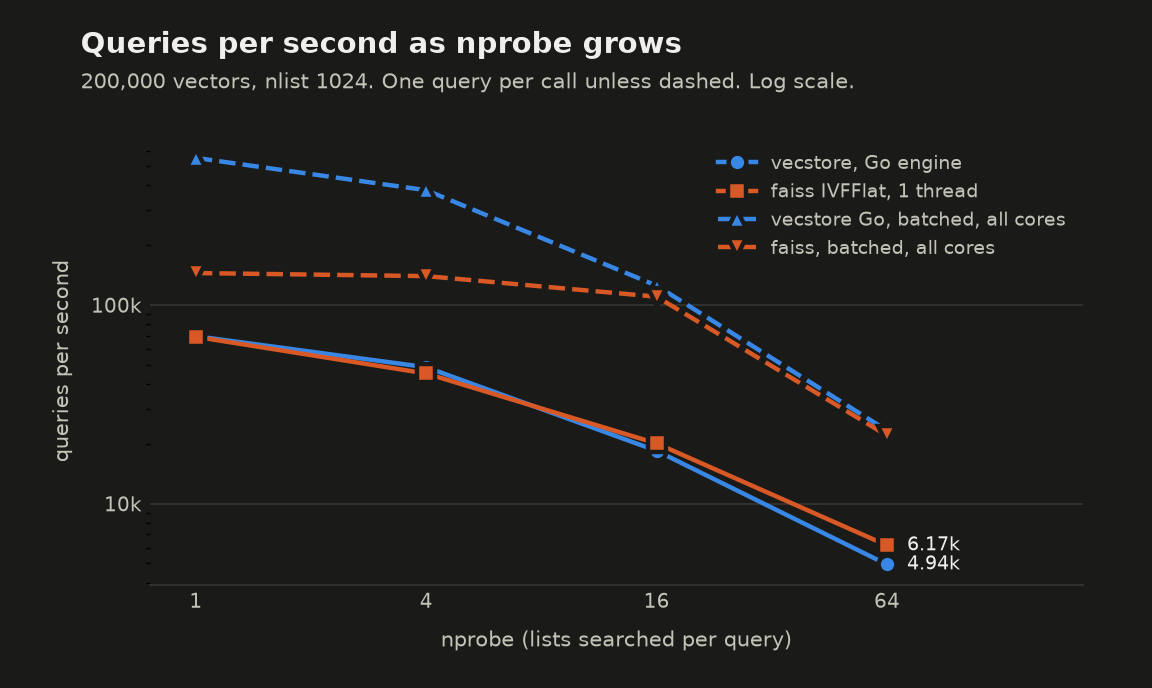 Queries per second as nprobe grows
200,000 vectors, nlist 1024. One query per call unless dashed. Log scale.
vecstore, Go engine
faiss IVFFlat, 1 thread
vecstore Go, batched, all cores
faiss, batched, all cores
queries per second
100k
10k
6.17k
4.94k
1 4 16 64
nprobe (lists searched per query)